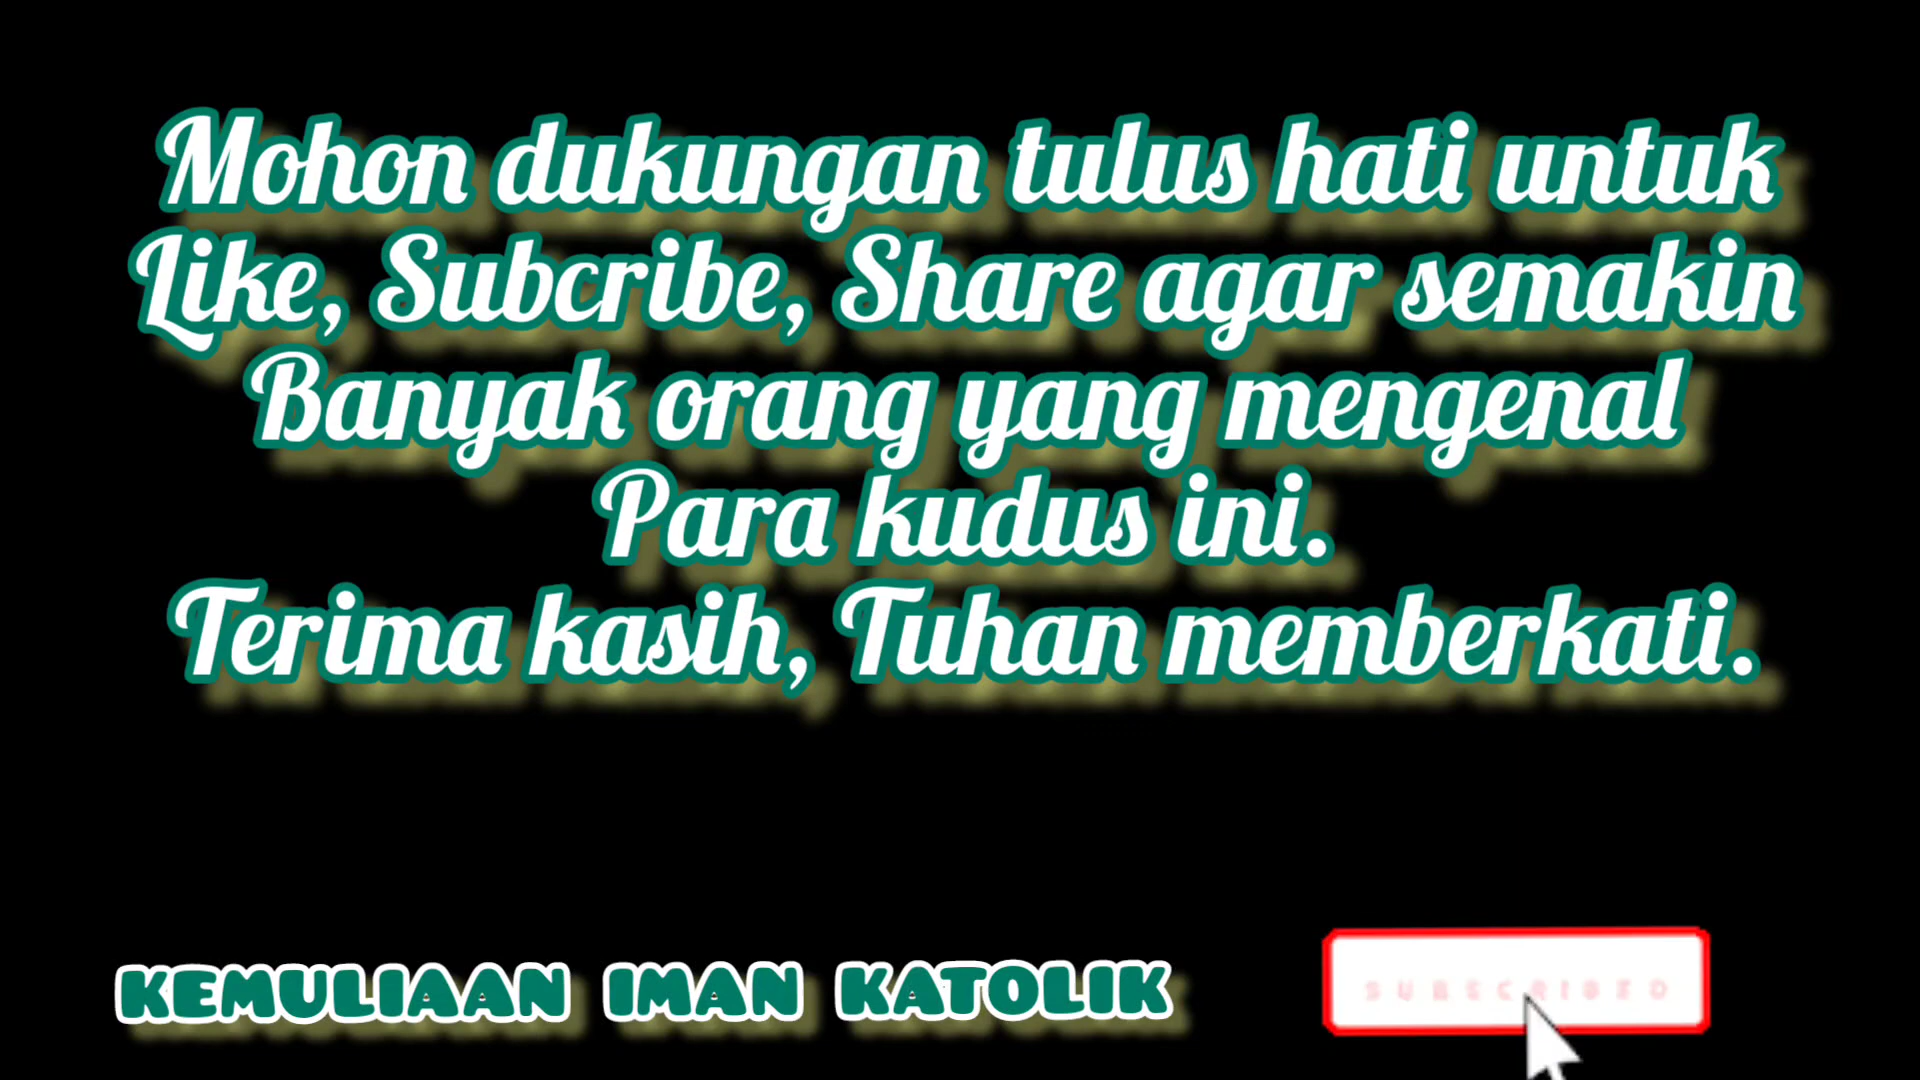 Mohon dukungan tulus hati untuk
Like, Subcribe, Share agar semakin
Banyak orang yang mengenal
Para kudus ini.
Terima kasih, Tuhan memberkati.
KEMULIAAN IMAN KATOLIK
SUBSCRIBED